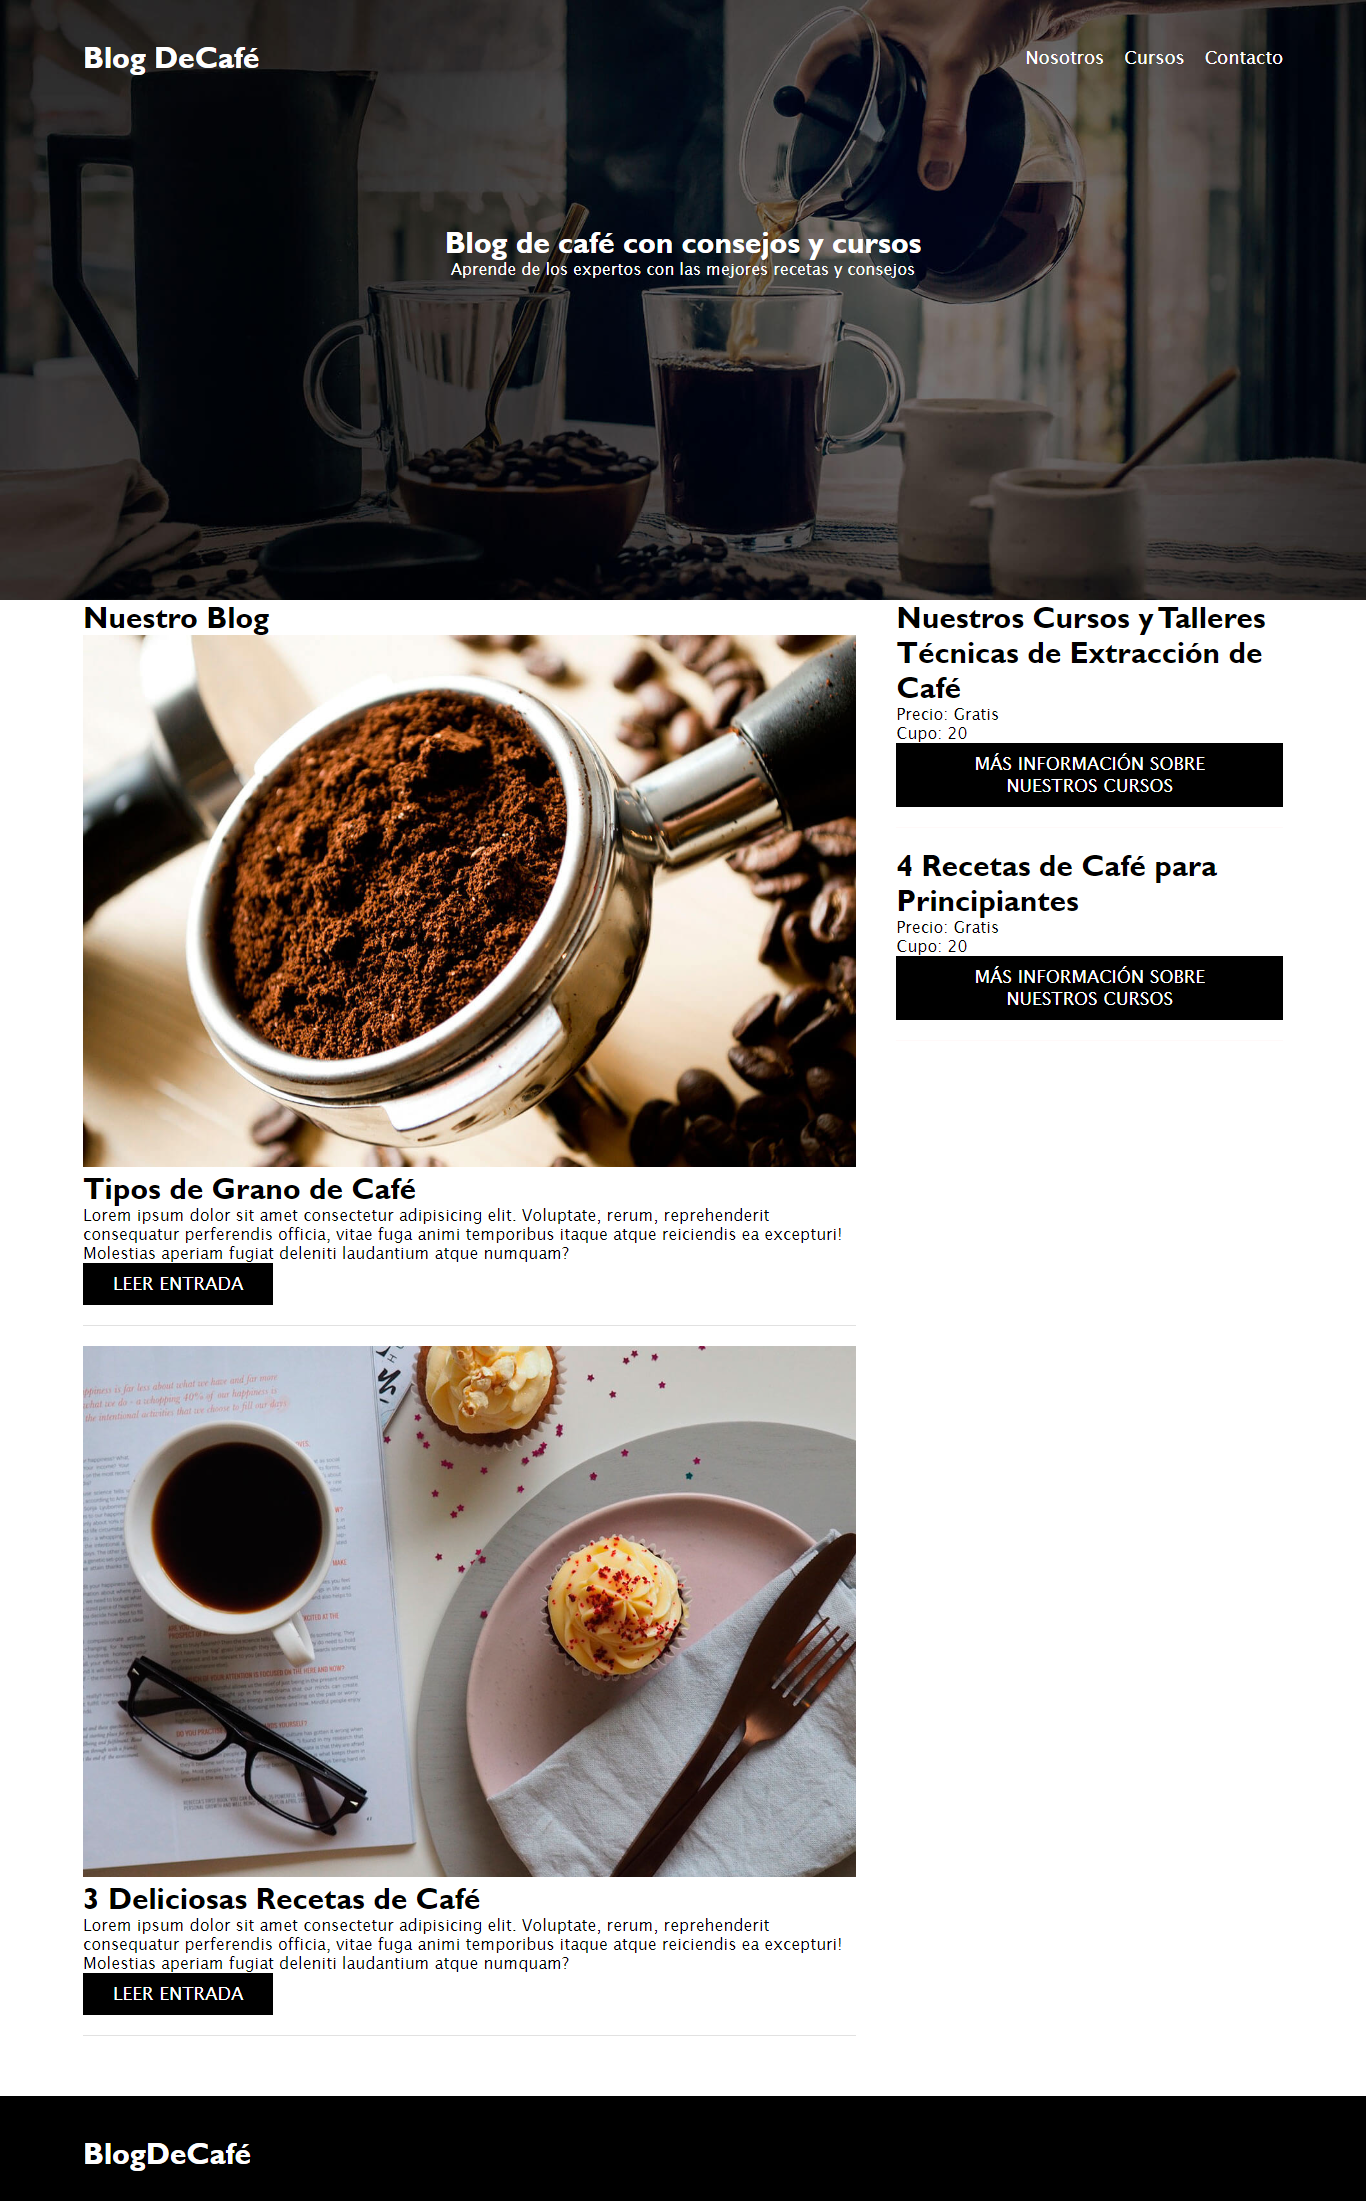 Blog DeCafé
Nosotros Cursos Contacto
Blog de café con consejos y cursos
Aprende de los expertos con las mejores recetas y consejos
Nuestro Blog
Tipos de Grano de Café
Lorem ipsum dolor sit amet consectetur adipisicing elit. Voluptate, rerum, reprehenderit
consequatur perferendis officia, vitae fuga animi temporibus itaque atque reiciendis ea excepturi!
Molestias aperiam fugiat deleniti laudantium atque numquam?
LEER ENTRADA
3 Deliciosas Recetas de Café
Lorem ipsum dolor sit amet consectetur adipisicing elit. Voluptate, rerum, reprehenderit
consequatur perferendis officia, vitae fuga animi temporibus itaque atque reiciendis ea excepturi!
Molestias aperiam fugiat deleniti laudantium atque numquam?
LEER ENTRADA
Nuestros Cursos y Talleres
Técnicas de Extracción de
Café
Precio: Gratis
Cupo: 20
MÁS INFORMACIÓN SOBRE
NUESTROS CURSOS
4 Recetas de Café para
Principiantes
Precio: Gratis
Cupo: 20
MÁS INFORMACIÓN SOBRE
NUESTROS CURSOS
BlogDeCafé